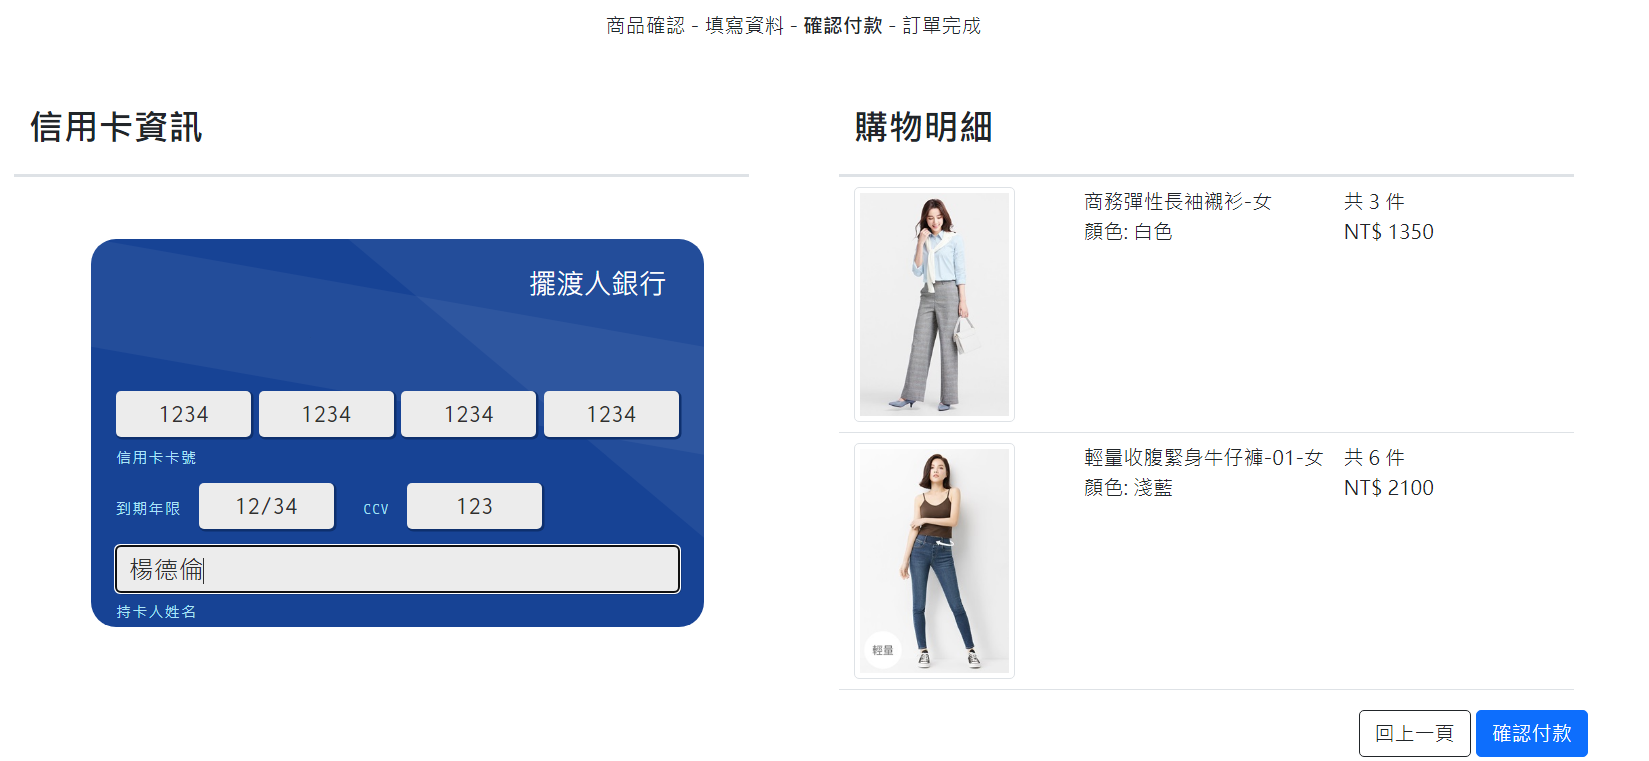 商品確認 - 填寫資料 - 確認付款 - 訂單完成
信用卡資訊
擺渡人銀行
1234 1234 1234 1234
信用卡卡號
到期年限 12/34 CCV 123
楊德倫
持卡人姓名
購物明細
商務彈性長袖襯衫-女 共 3 件
顏色: 白色 NT$ 1350
輕量收腹緊身牛仔褲-01-女 共 6 件
顏色: 淺藍 NT$ 2100
輕量
回上一頁 確認付款